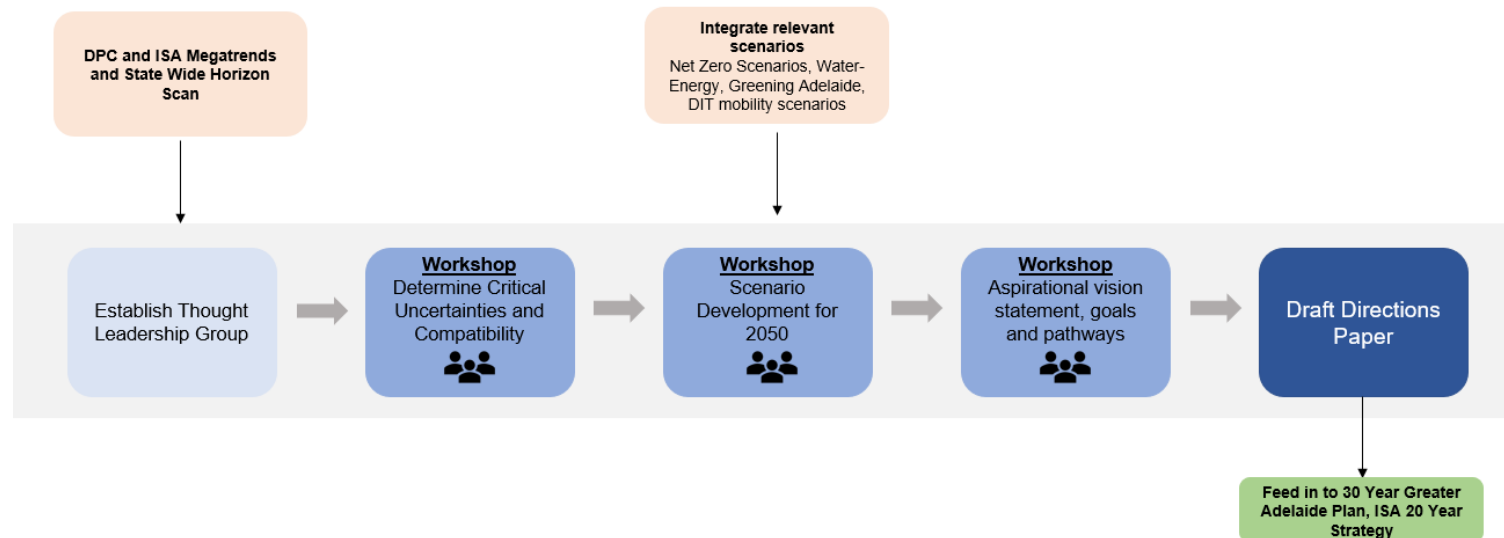 DPC and ISA Megatrends
and State Wide Horizon
Scan
Integrate relevant
scenarios
Net Zero Scenarios, Water-
Energy, Greening Adelaide,
DIT mobility scenarios
Establish Thought
Leadership Group
Workshop
Determine Critical
Uncertainties and
Compatibility
Workshop
Scenario
Development for
2050
Workshop
Aspirational vision
statement, goals
and pathways
Draft Directions
Paper
Feed in to 30 Year Greater
Adelaide Plan, ISA 20 Year
Strategy